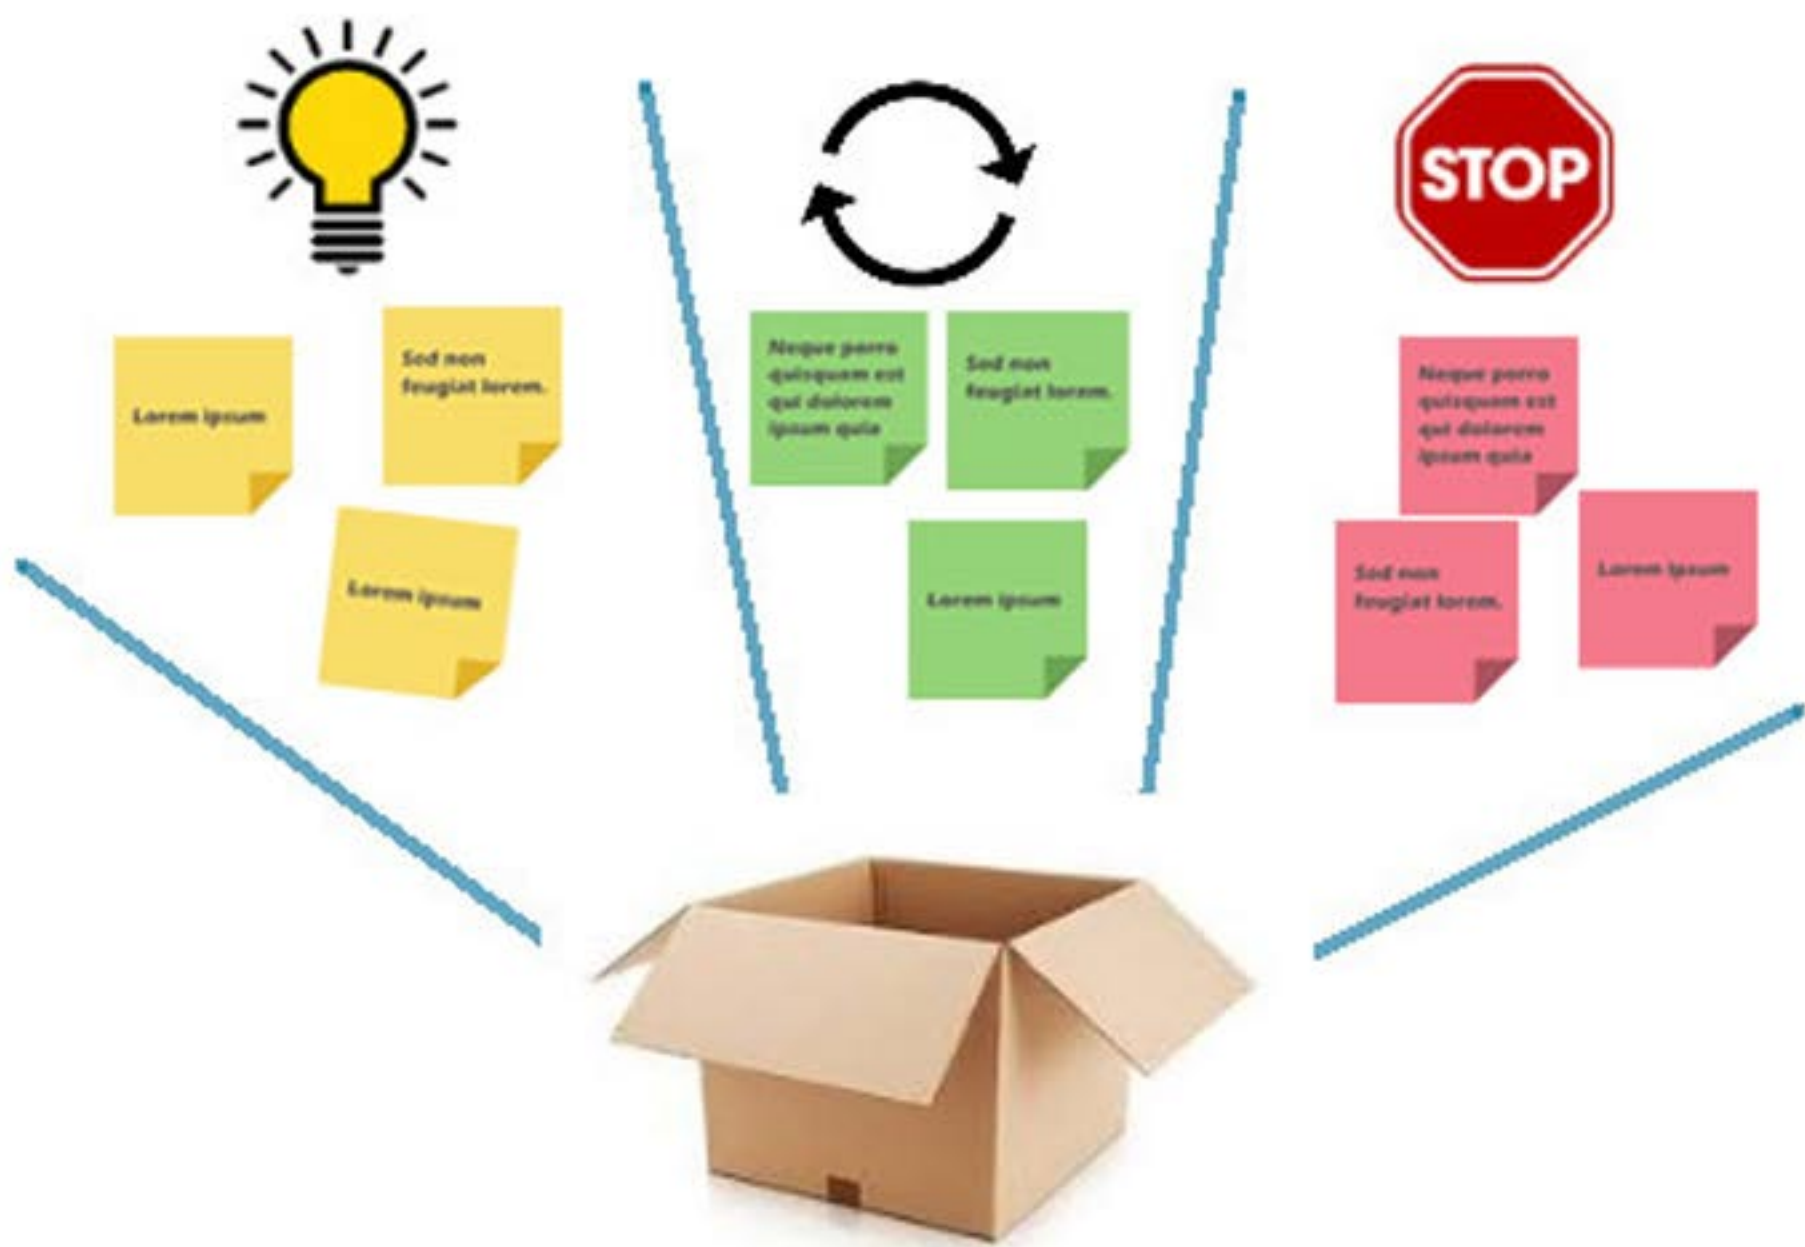 STOP
Lorem ipsum
Sed non
feugiat lorem.
Lorem ipsum
Neque porro
quisquam est
qui dolorem
ipsum quia
Sed non
feugiat lorem.
Lorem ipsum
Neque porro
quisquam est
qui dolorem
ipsum quia
Sed non
feugiat lorem.
Lorem ipsum